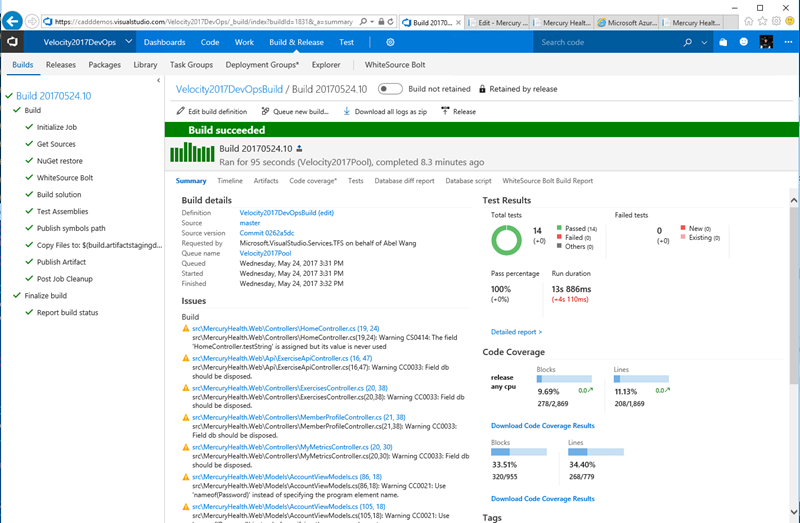 https://cadddemos.visualstudio.com/Velocity2017DevOps/_build/index?buildId=1831&_a=summary
Build 20170...
Edit - Mercury ...
Mercury Healt...
Microsoft Azur...
Mercury Healt...
Velocity2017DevOps
Dashboards Code Work Build & Release Test
Search code
Builds Releases Packages Library Task Groups Deployment Groups* Explorer WhiteSource Bolt
Build 20170524.10
Build
Initialize Job
Get Sources
NuGet restore
WhiteSource Bolt
Build solution
Test Assemblies
Publish symbols path
Copy Files to: $(build.artifactstagingd...
Publish Artifact
Post Job Cleanup
Finalize build
Report build status
Velocity2017DevOpsBuild / Build 20170524.10 Build not retained Retained by release
Edit build definition Queue new build... Download all logs as zip Release
Build succeeded
Build 20170524.10
Ran for 95 seconds (Velocity2017Pool), completed 8.3 minutes ago
Summary Timeline Artifacts Code coverage* Tests Database diff report Database script WhiteSource Bolt Build Report
Build details
Definition Velocity2017DevOpsBuild (edit)
Source master
Source version Commit 0262a5dc
Requested by Microsoft.VisualStudio.Services.TFS on behalf of Abel Wang
Queue name Velocity2017Pool
Queued Wednesday, May 24, 2017 3:31 PM
Started Wednesday, May 24, 2017 3:31 PM
Finished Wednesday, May 24, 2017 3:32 PM
Issues
Build
src\MercuryHealth.Web\Controllers\HomeController.cs (19, 24)
src\MercuryHealth.Web\Controllers\HomeController.cs(19,24): Warning CS0414: The field
'HomeController.testString' is assigned but its value is never used
src\MercuryHealth.Web\Api\ExerciseApiController.cs (16, 47)
src\MercuryHealth.Web\Api\ExerciseApiController.cs(16,47): Warning CC0033: Field db
should be disposed.
src\MercuryHealth.Web\Controllers\ExercisesController.cs (20, 38)
src\MercuryHealth.Web\Controllers\ExercisesController.cs(20,38): Warning CC0033: Field db
should be disposed.
src\MercuryHealth.Web\Controllers\MemberProfileController.cs (21, 38)
src\MercuryHealth.Web\Controllers\MemberProfileController.cs(21,38): Warning CC0033:
Field db should be disposed.
src\MercuryHealth.Web\Controllers\MyMetricsController.cs (20, 30)
src\MercuryHealth.Web\Controllers\MyMetricsController.cs(20,30): Warning CC0033: Field db
should be disposed.
src\MercuryHealth.Web\Models\AccountViewModels.cs (86, 18)
src\MercuryHealth.Web\Models\AccountViewModels.cs(86,18): Warning CC0021: Use
'nameof(Password)' instead of specifying the program element name.
src\MercuryHealth.Web\Models\AccountViewModels.cs (105, 18)
src\MercuryHealth.Web\Models\AccountViewModels.cs(105,18): Warning CC0021: Use
Test Results
Total tests
14
(+0)
Passed (14)
Failed (0)
Others (0)
Failed tests
0
(+0)
New (0)
Existing (0)
Pass percentage
100%
(+0%)
Run duration
13s 886ms
(+4s 110ms)
Detailed report >
Code Coverage
release
any cpu
Blocks
9.69% 0.0
278/2,869
Lines
11.13% 0.0
208/1,869
Download Code Coverage Results
Blocks
33.51%
320/955
Lines
34.40%
268/779
Download Code Coverage Results
Tags